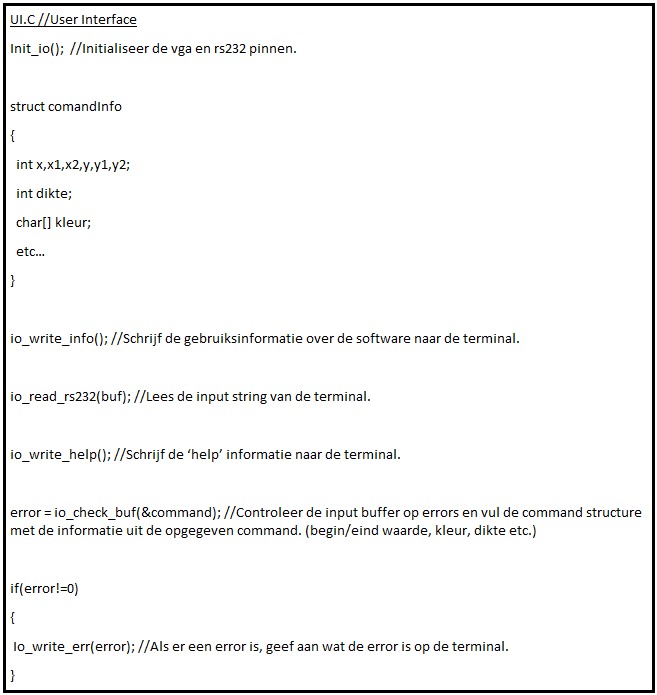 UI.C //User Interface
Init_io();  //Initialiseer de vga en rs232 pinnen.
struct comandInfo
{
int x,x1,x2,y,y1,y2;
int dikte;
char[] kleur;
etc…
}
io_write_info(); //Schrijf de gebruiksinformatie over de software naar de terminal.
io_read_rs232(buf); //Lees de input string van de terminal.
io_write_help(); //Schrijf de ‘help’ informatie naar de terminal.
error = io_check_buf(&command); //Controleer de input buffer op errors en vul de command structure
met de informatie uit de opgegeven command. (begin/eind waarde, kleur, dikte etc.)
if(error!=0)
{
Io_write_err(error); //Als er een error is, geef aan wat de error is op de terminal.
}